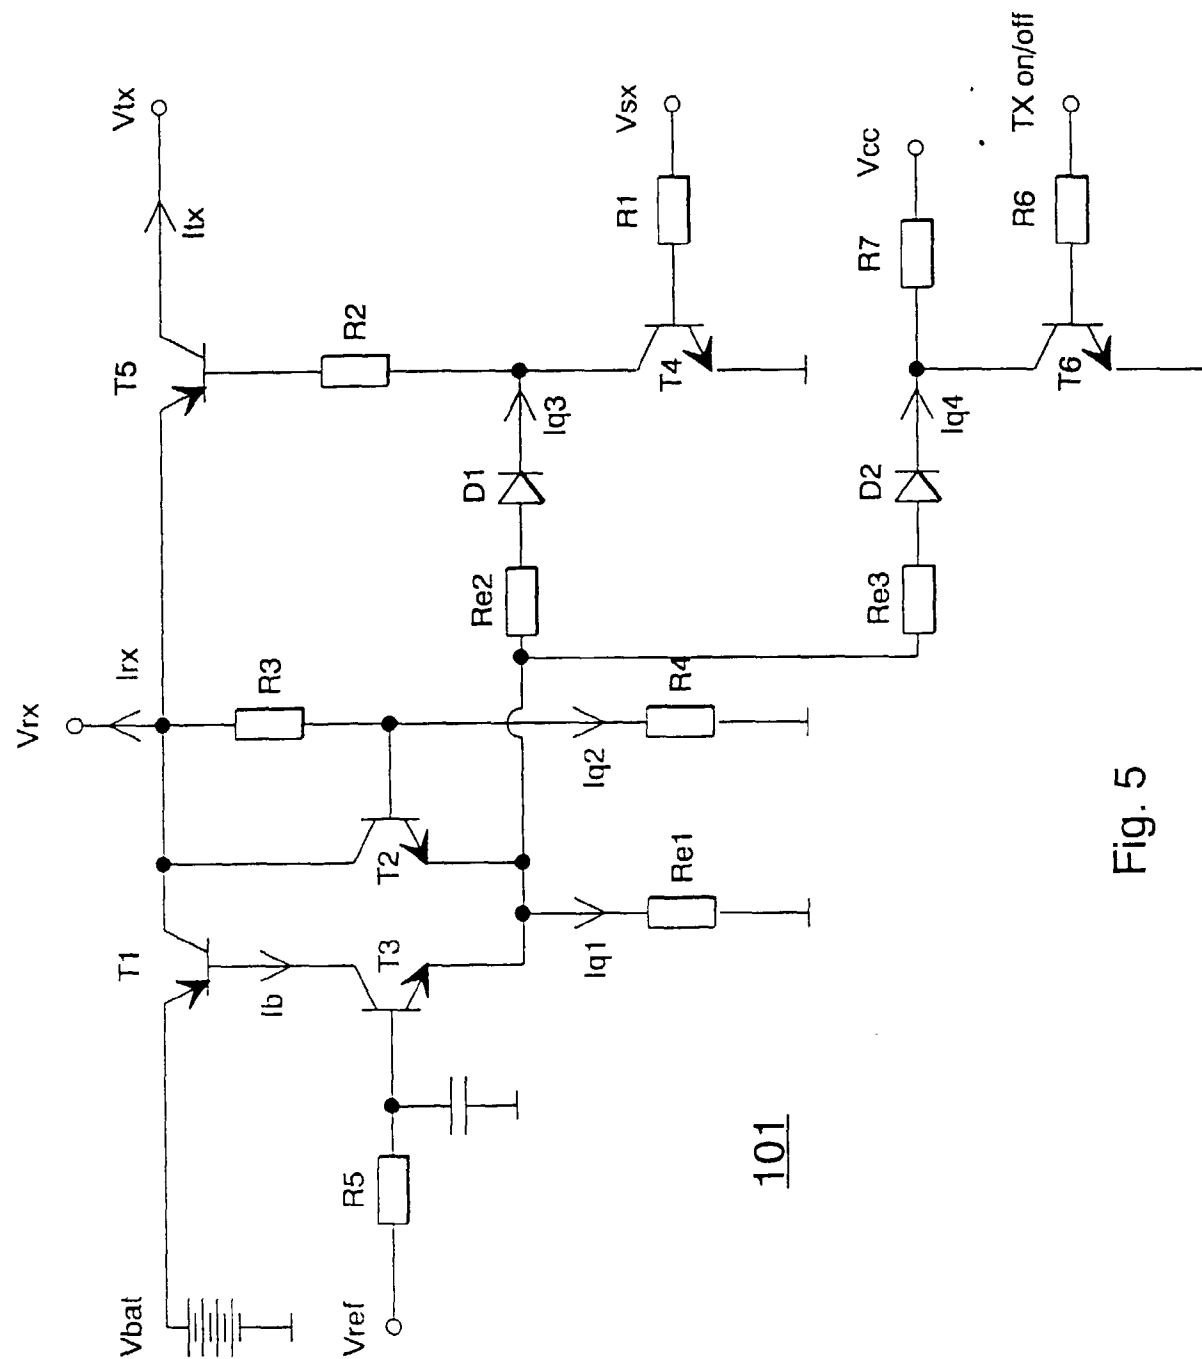 Vbat
T1
Vrx
Irx
T5
Itx
Vtx
Ib
R3
R2
Vref
R5
T3
T2
Re2
D1
Iq3
T4
R1
Vsx
Iq1
Re1
Iq2
R4
Re3
D2
Iq4
R7
Vcc
T6
R6
TX on/off
101
Fig. 5